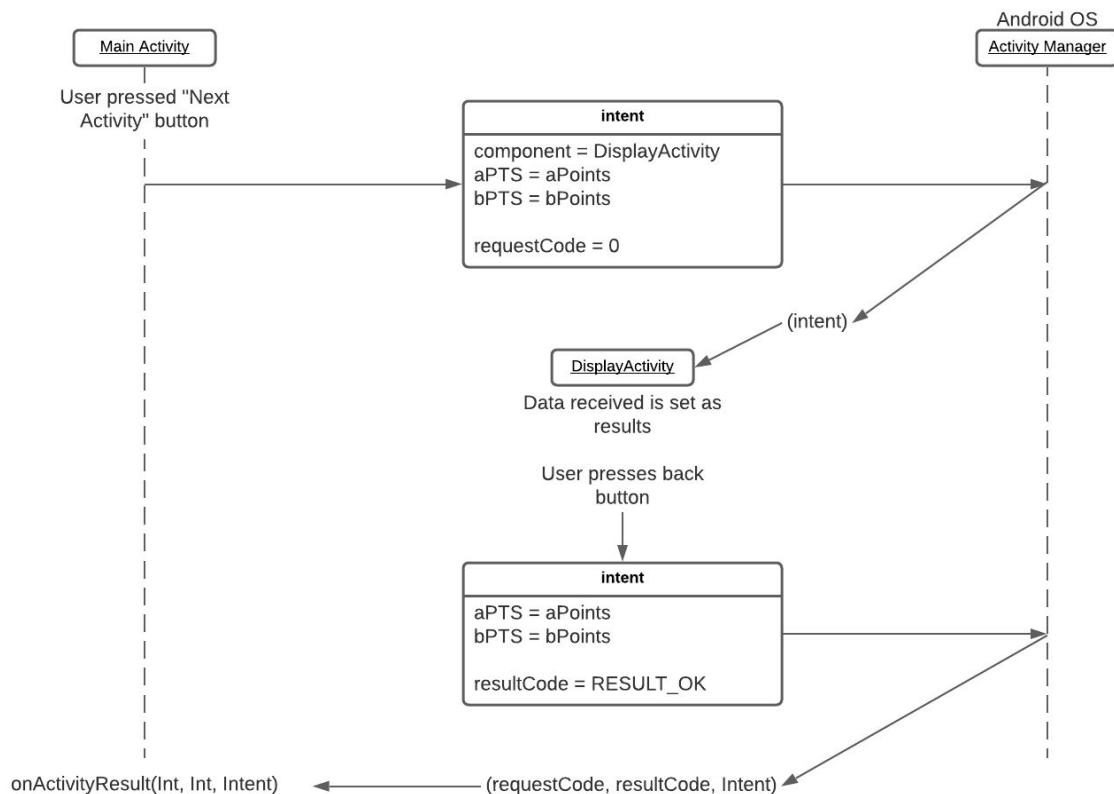 Android OS
Main Activity
Activity Manager
User pressed "Next
Activity" button
intent
component = DisplayActivity
aPTS = aPoints
bPTS = bPoints
requestCode = 0
(intent)
DisplayActivity
Data received is set as
results
User presses back
button
intent
aPTS = aPoints
bPTS = bPoints
resultCode = RESULT_OK
onActivityResult(Int, Int, Intent)
(requestCode, resultCode, Intent)